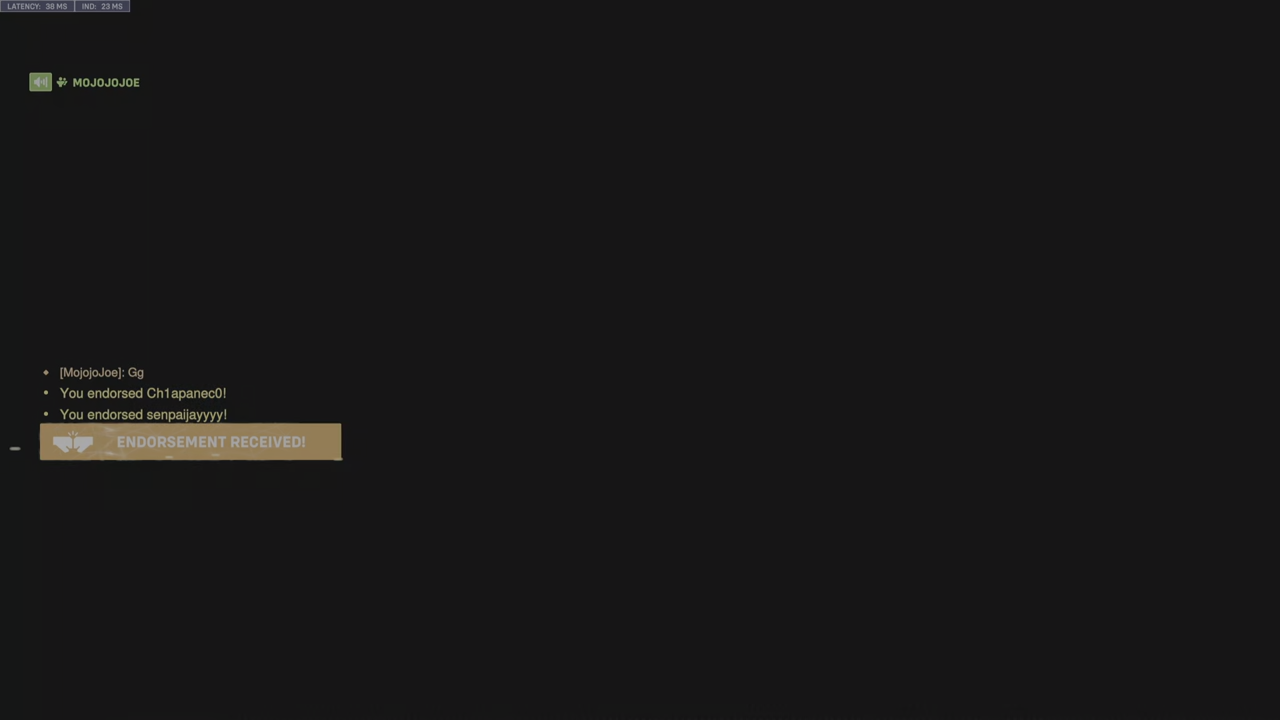 LATENCY: 38 MS IND: 23 MS
MOJOJOJOE
[MojojoJoe]: Gg
You endorsed Ch1apanec0!
You endorsed senpaijayyyy!
ENDORSEMENT RECEIVED!